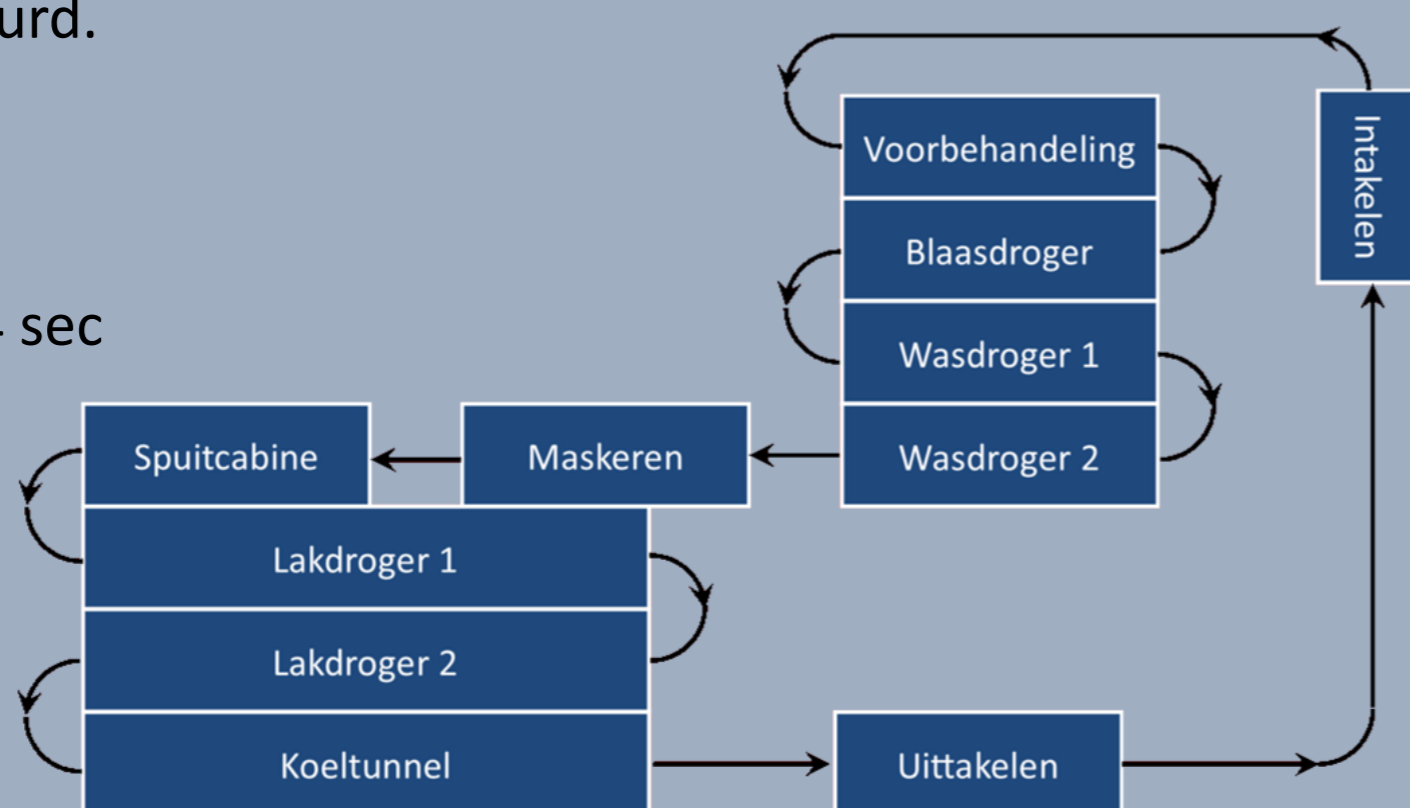 urd.
Voorbehandeling
Intakelen
Blaasdroger
sec
Wasdroger 1
Spuitcabine
Maskeren
Wasdroger 2
Lakdroger 1
Lakdroger 2
Koeltunnel
Uittakelen